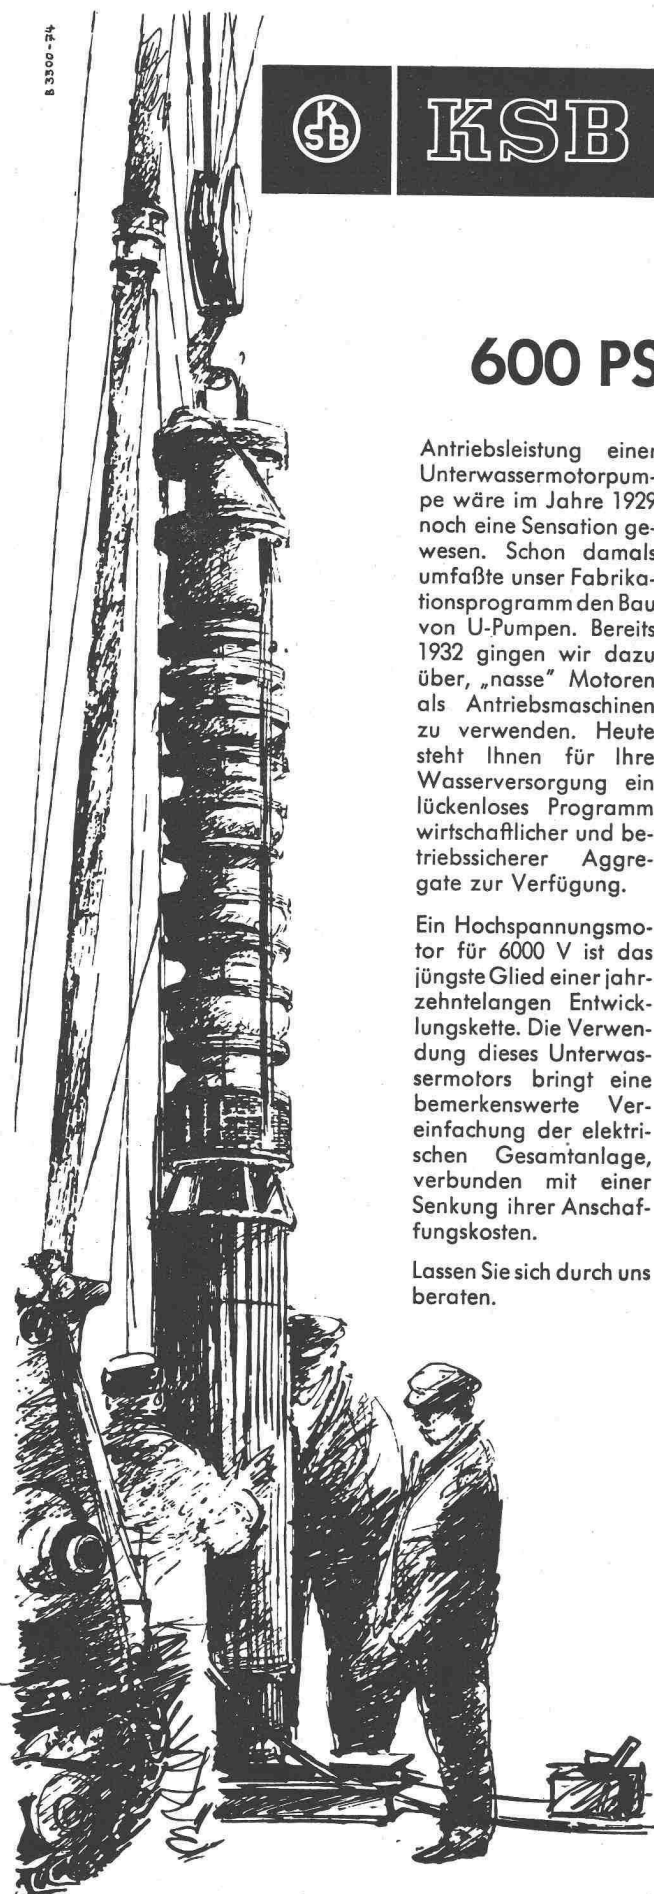 B 3300-74
K
SB
KSB
600 PS
Antriebsleistung einer
Unterwassermotorpum-
pe wäre im Jahre 1929
noch eine Sensation ge-
wesen. Schon damals
umfaßte unser Fabrika-
tionsprogramm den Bau
von U-Pumpen. Bereits
1932 gingen wir dazu
über, „nasse" Motoren
als Antriebsmaschinen
zu verwenden. Heute
steht Ihnen für Ihre
Wasserversorgung ein
lückenloses Programm
wirtschaftlicher und be-
triebssicherer Aggre-
gate zur Verfügung.
Ein Hochspannungsmo-
tor für 6000 V ist das
jüngste Glied einer jahr-
zehntelangen Entwick-
lungskette. Die Verwen-
dung dieses Unterwas-
sermotors bringt eine
bemerkenswerte Ver-
einfachung der elektri-
schen Gesamtanlage,
verbunden mit einer
Senkung ihrer Anschaf-
fungskosten.
Lassen Sie sich durch uns
beraten.